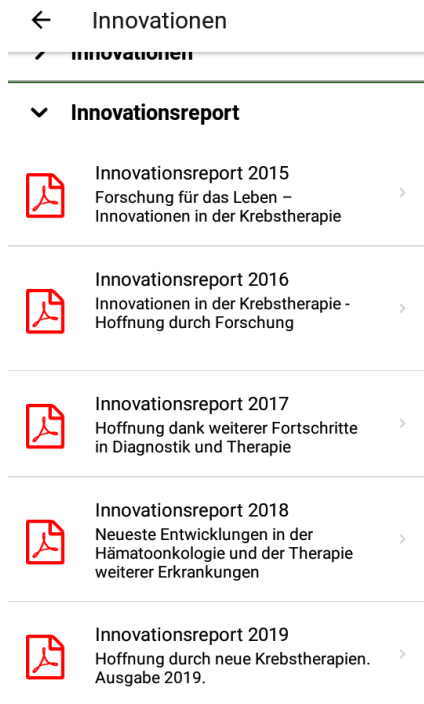 Innovationen
Innovationen
Innovationsreport
Innovationsreport 2015
Forschung für das Leben –
Innovationen in der Krebstherapie
Innovationsreport 2016
Innovationen in der Krebstherapie -
Hoffnung durch Forschung
Innovationsreport 2017
Hoffnung dank weiterer Fortschritte
in Diagnostik und Therapie
Innovationsreport 2018
Neueste Entwicklungen in der
Hämatoonkologie und der Therapie
weiterer Erkrankungen
Innovationsreport 2019
Hoffnung durch neue Krebstherapien.
Ausgabe 2019.